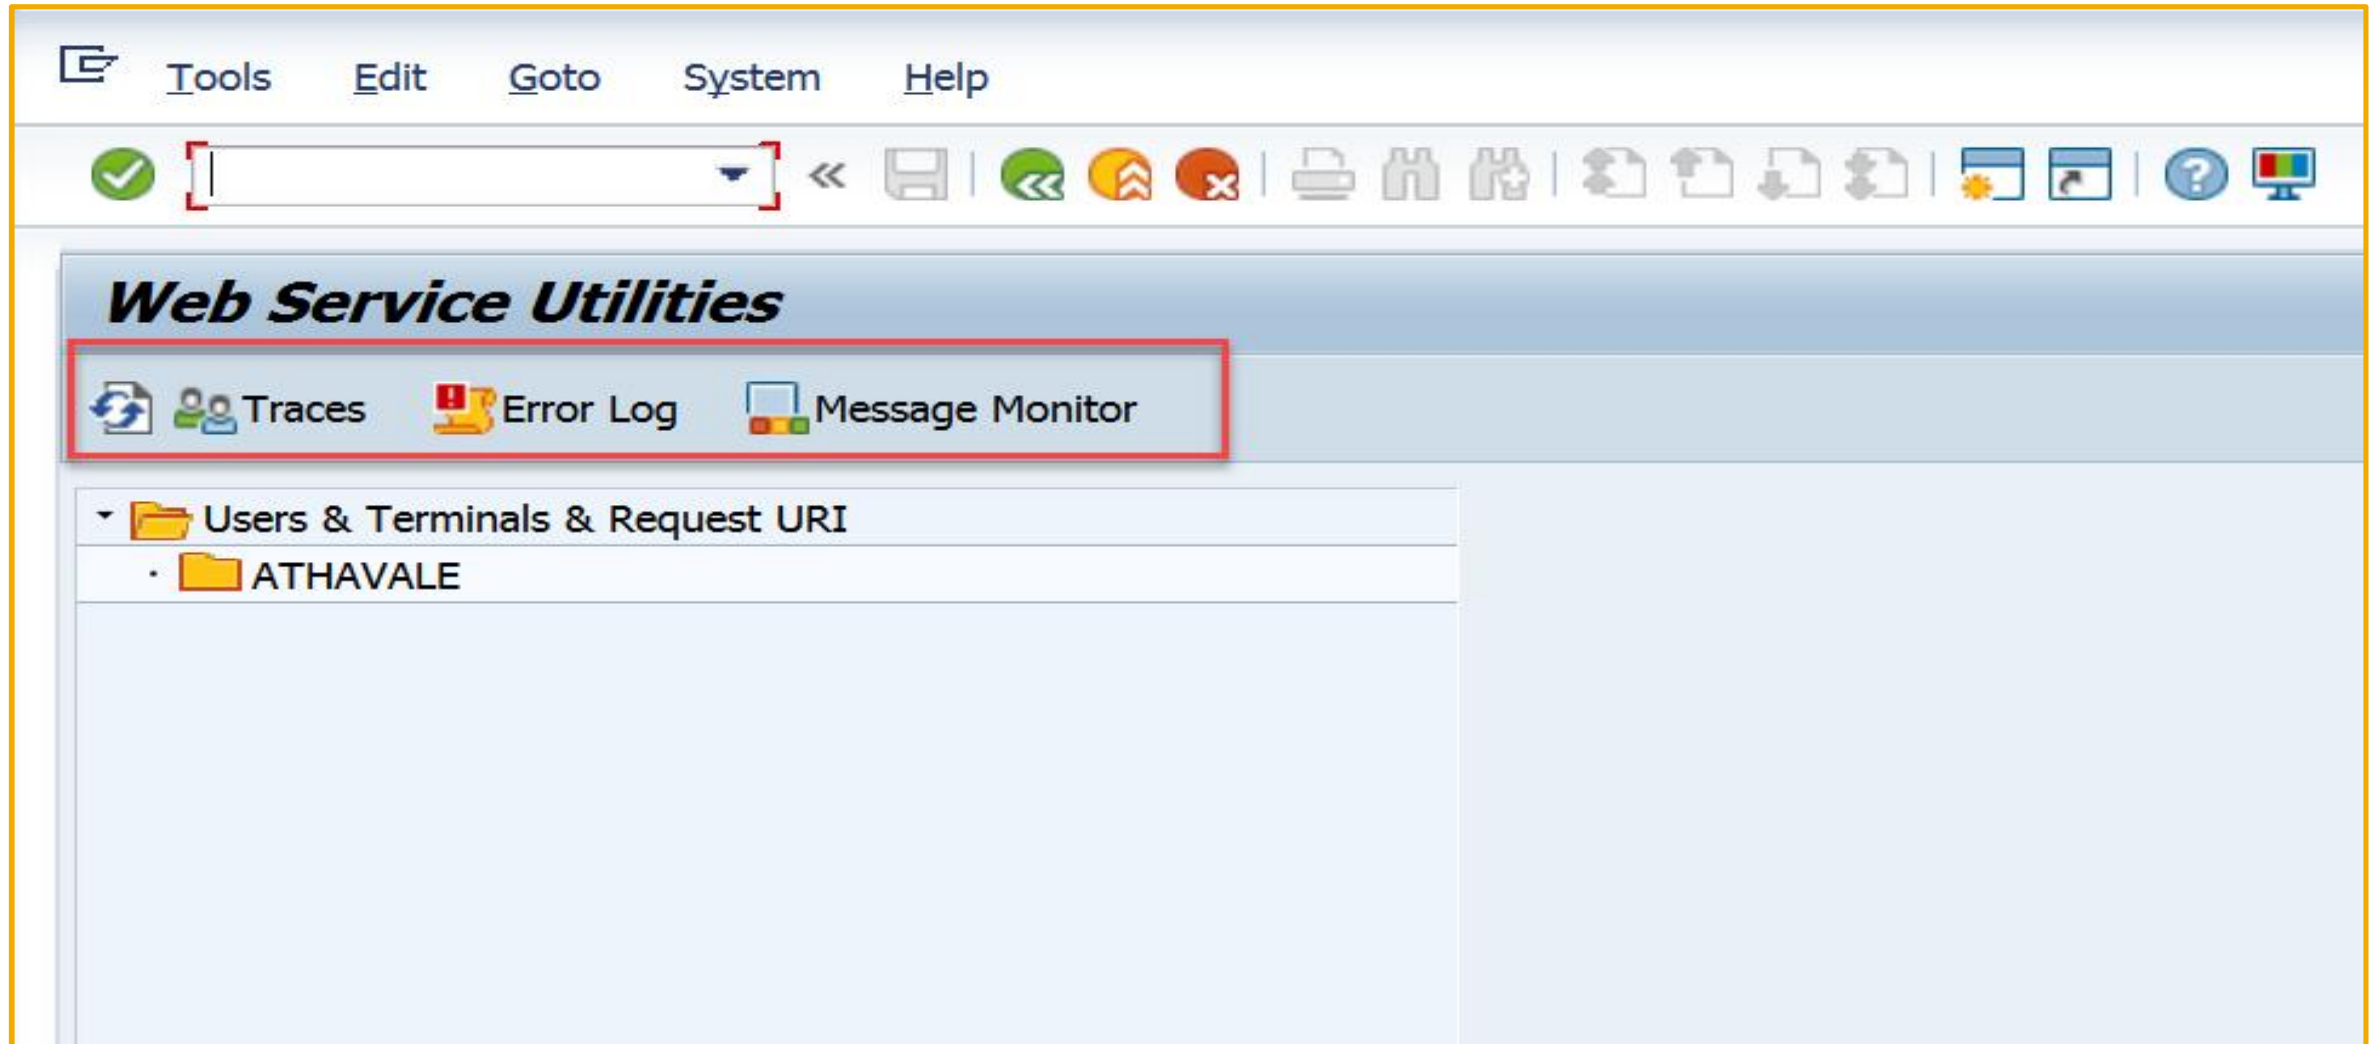 Tools Edit Goto System Help
Web Service Utilities
Traces Error Log Message Monitor
Users & Terminals & Request URI
ATHAVALE